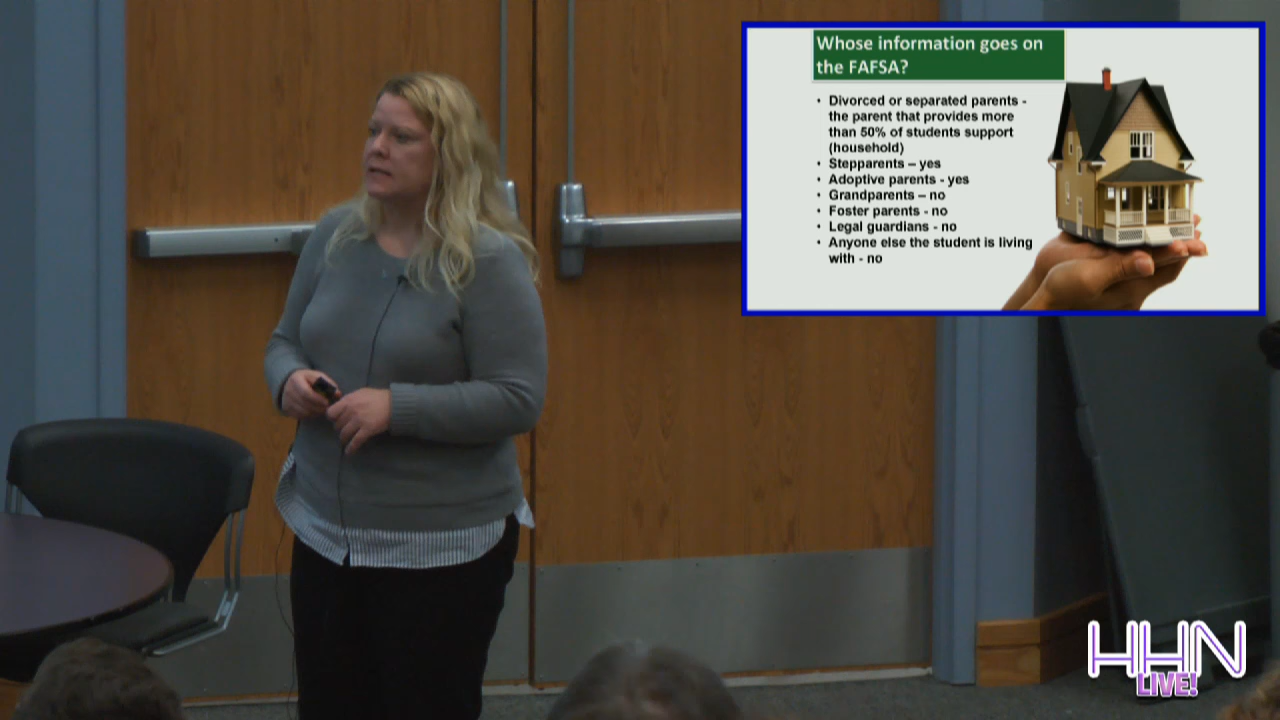 Whose information goes on
the FAFSA?
• Divorced or separated parents -
the parent that provides more
than 50% of students support
(household)
• Stepparents – yes
• Adoptive parents - yes
• Grandparents – no
• Foster parents - no
• Legal guardians - no
• Anyone else the student is living
with - no
HHN
LIVE!